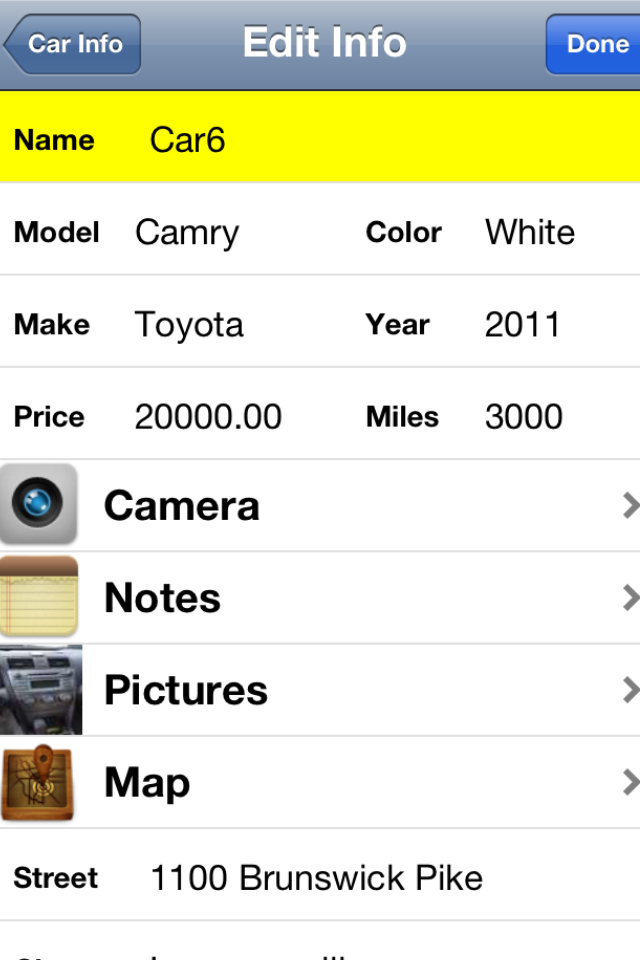 Car Info Edit Info Done
Name Car6
Model Camry Color White
Make Toyota Year 2011
Price 20000.00 Miles 3000
Camera
Notes
Pictures
Map
Street 1100 Brunswick Pike